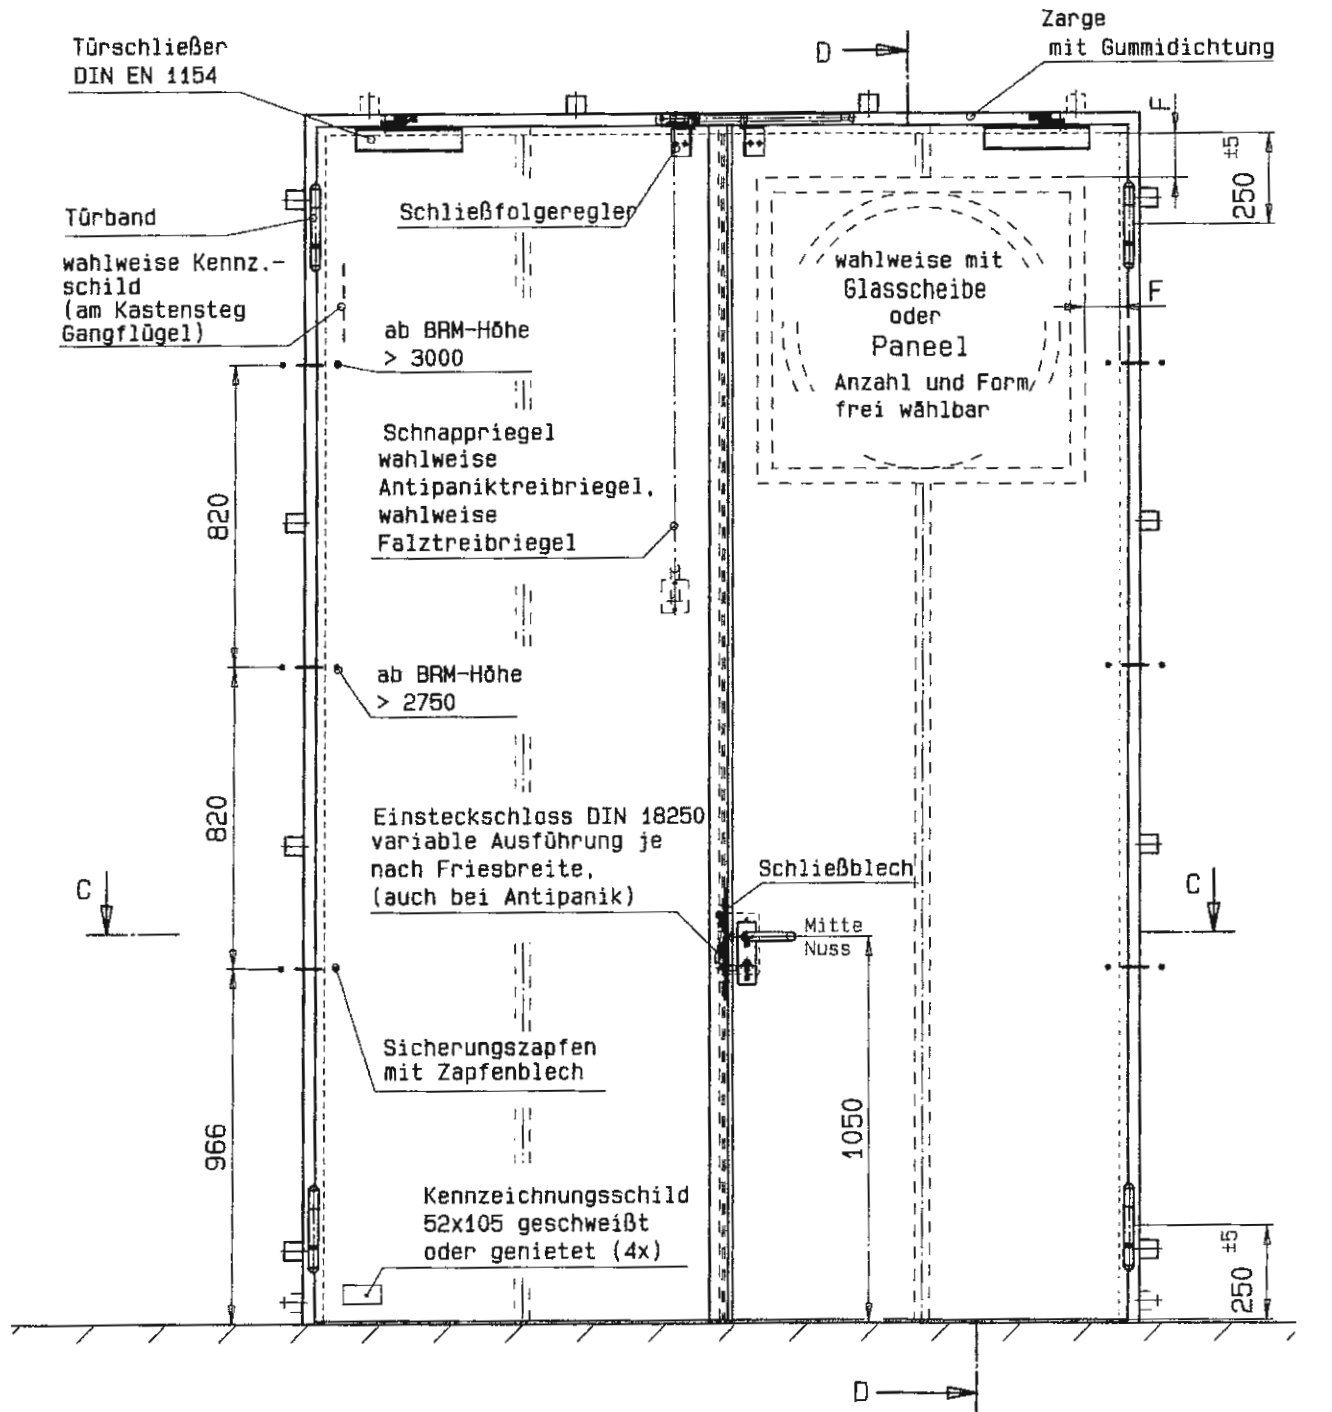 Zarge
mit Gummidichtung
Türschließer
DIN EN 1154
D
F
250 ±5
Türband
Schließfolgeregler
wahlweise Kennz.-
schild
(am Kastensteg
Gangflügel)
wahlweise mit
Glasscheibe
oder
Paneel
Anzahl und Form
frei wählbar
F
ab BRM-Höhe
> 3000
Schnappriegel
wahlweise
Antipaniktreibriegel,
wahlweise
Falztreibriegel
820
ab BRM-Höhe
> 2750
820
Einsteckschloss DIN 18250
variable Ausführung je
nach Friesbreite,
(auch bei Antipanik)
Schließblech
C
C
Mitte
Nuss
Sicherungszapfen
mit Zapfenblech
966
1050
Kennzeichnungsschild
52x105 geschweißt
oder genietet (4x)
250 ±5
D